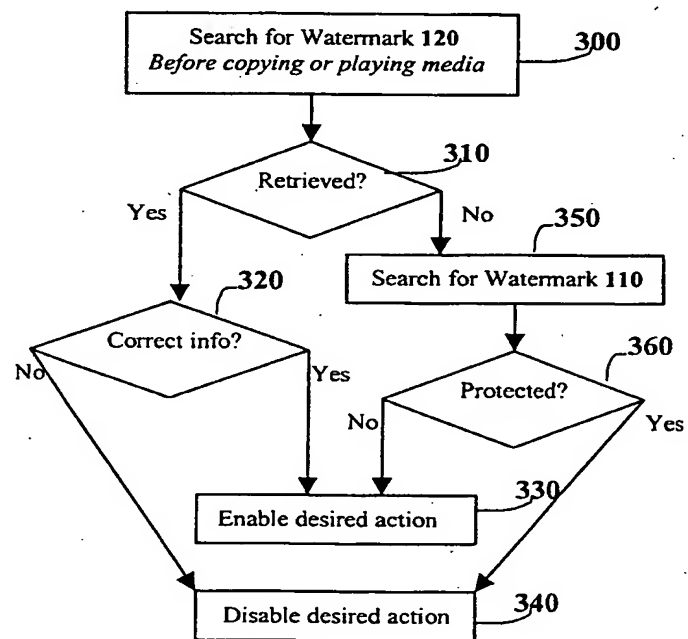 Search for Watermark 120
Before copying or playing media
300
Retrieved?
310
Yes
No
350
Search for Watermark 110
320
Correct info?
No
Yes
360
Protected?
No
Yes
330
Enable desired action
340
Disable desired action